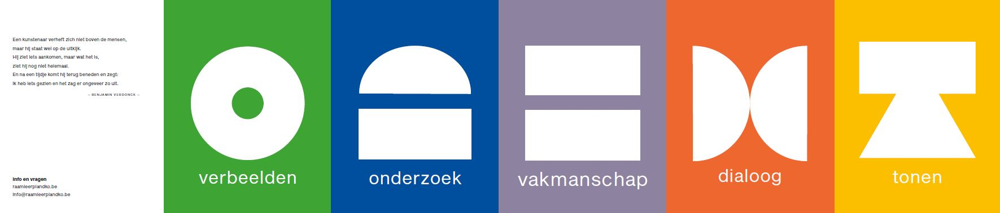 Een kunstenaar verheft zich niet boven de mensen,
maar hij staat wel op de uitkijk.
Hij ziet iets aankomen, maar wat het is,
ziet hij nog niet helemaal.
En na een tijdje komt hij terug beneden en zegt:
Ik heb iets gezien en het zag er ongeveer zo uit.
— BENJAMIN VERDONCK —
Info en vragen
raamleerplandko.be
info@raamleerplandko.be
verbeelden
onderzoek
vakmanschap
dialoog
tonen